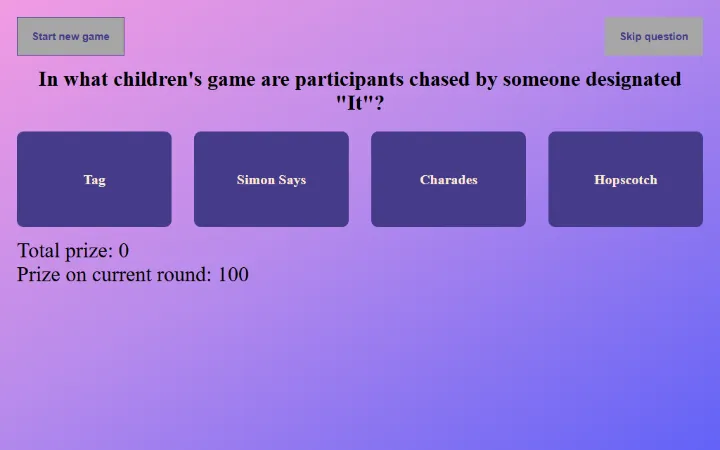 Start new game
Skip question
In what children's game are participants chased by someone designated
"It"?
Tag
Simon Says
Charades
Hopscotch
Total prize: 0
Prize on current round: 100